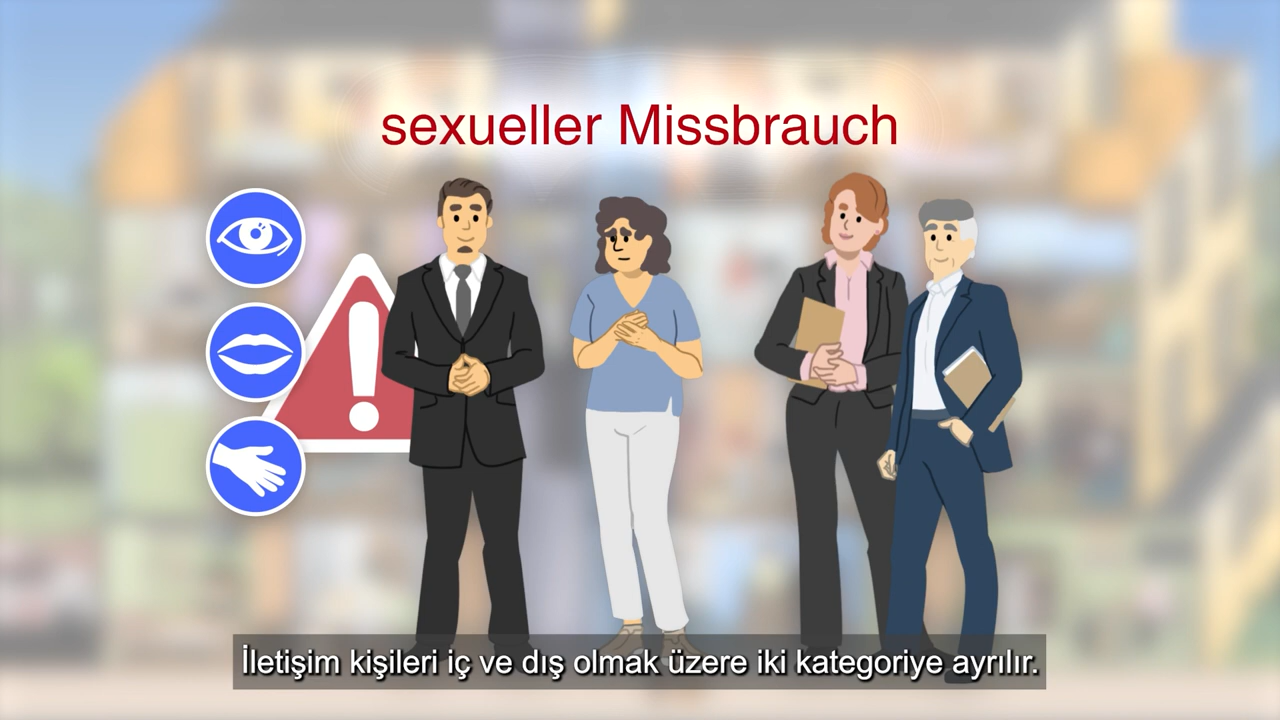 sexueller Missbrauch
İletişim kişileri iç ve dış olmak üzere iki kategoriye ayrılır.